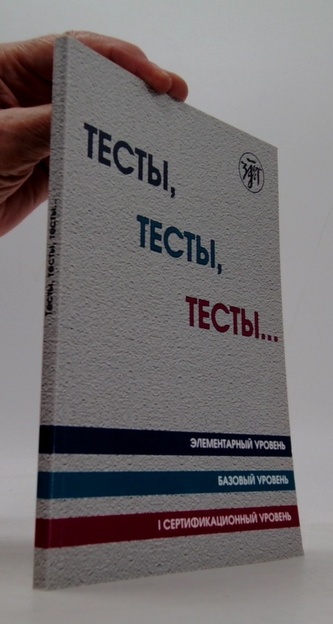 ТЕСТЫ,
ТЕСТЫ,
ТЕСТЫ...
ЭЛЕМЕНТАРНЫЙ УРОВЕНЬ
БАЗОВЫЙ УРОВЕНЬ
I СЕРТИФИКАЦИОННЫЙ УРОВЕНЬ
Тесты, тесты, тесты...